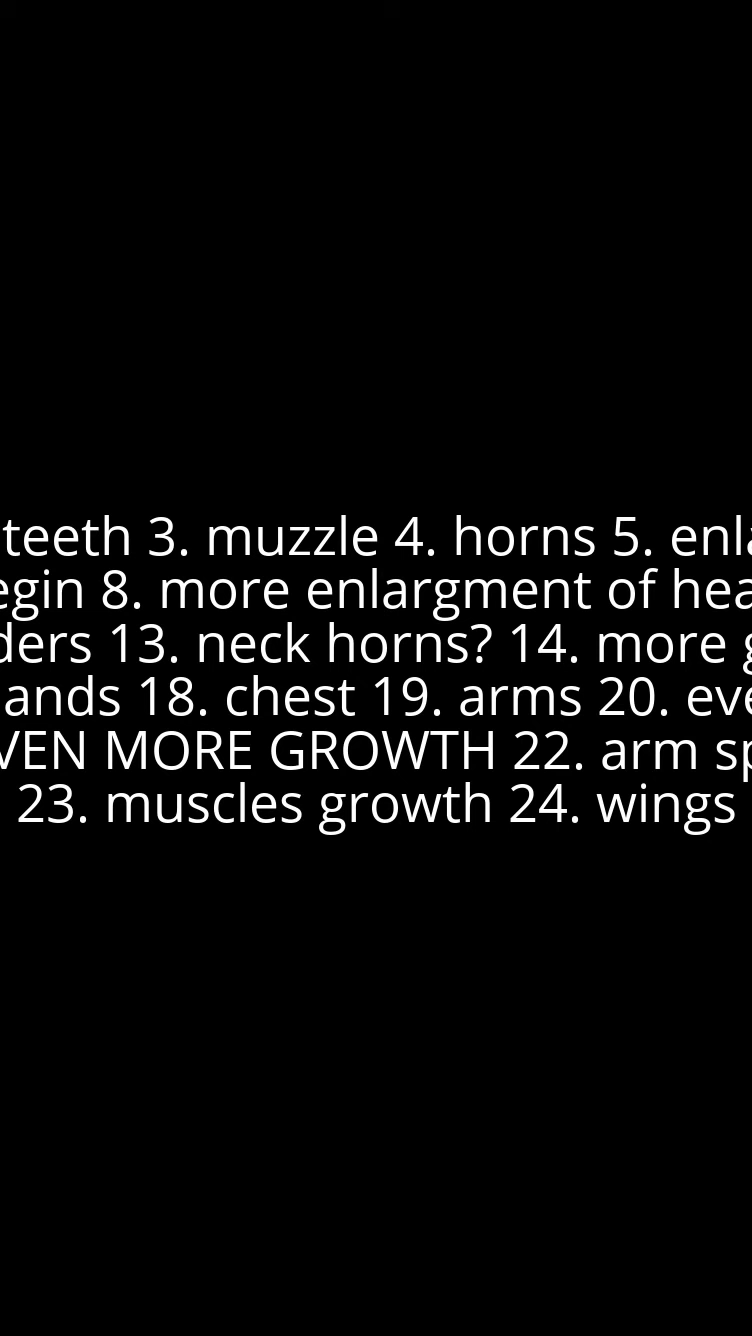 teeth 3. muzzle 4. horns 5.
8. more enlargment of
13. neck horns? 14. more
18. chest 19. arms 20.
MORE GROWTH 22. arm
23. muscles growth 24. wings